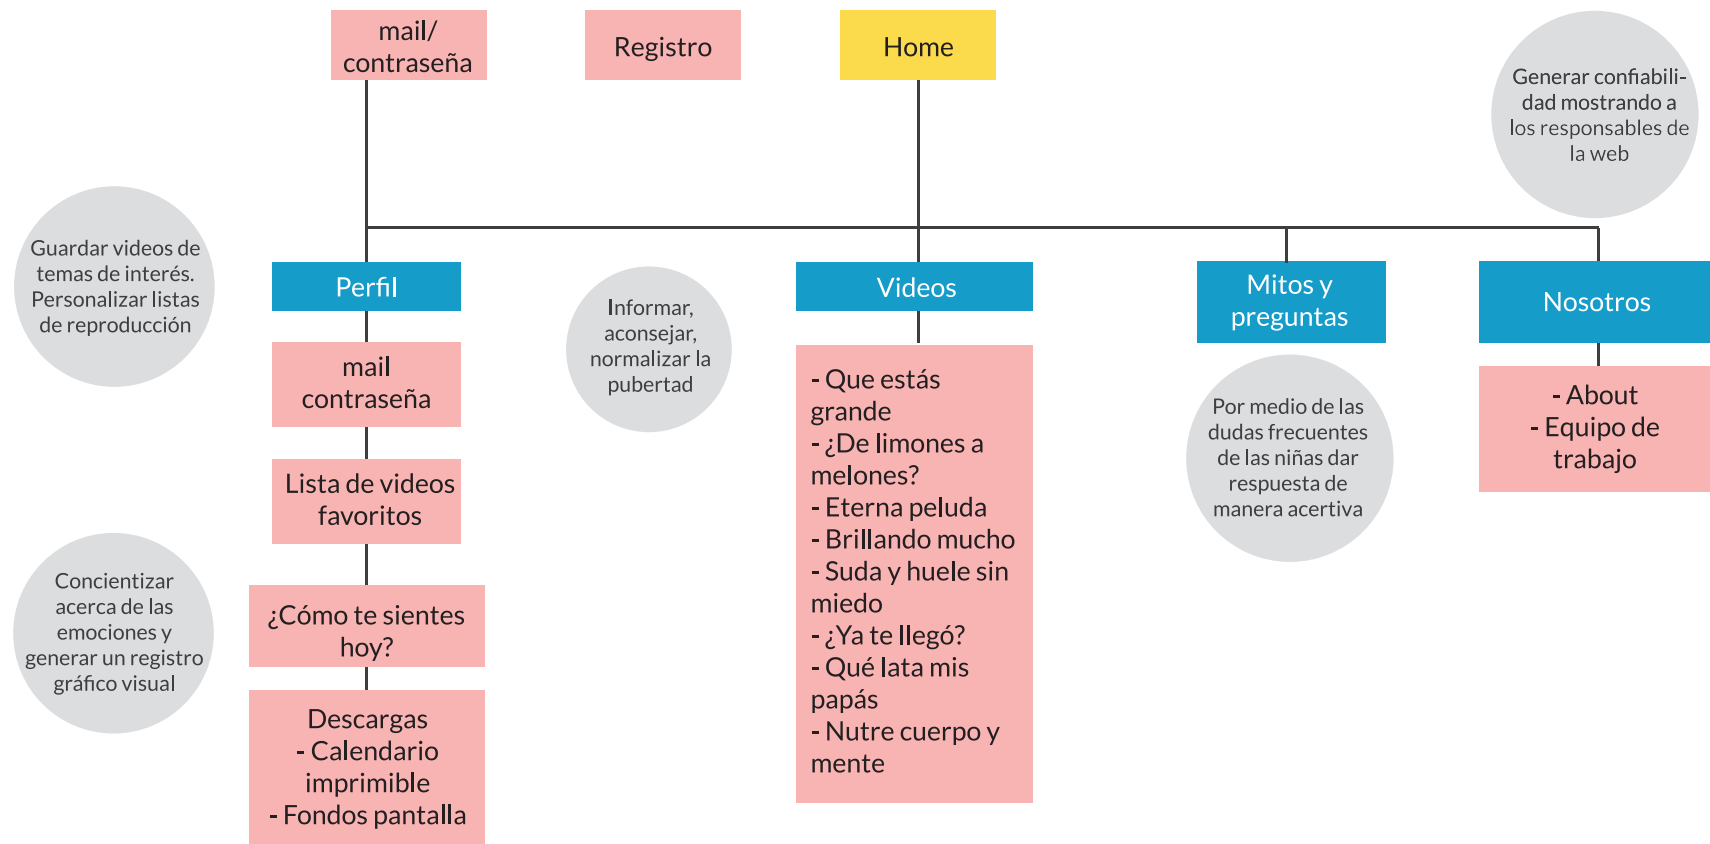 mail/
contraseña
Registro
Home
Generar confiabili-
dad mostrando a
los responsables de
la web
Guardar videos de
temas de interés.
Personalizar listas
de reproducción
Perfil
mail
contraseña
Lista de videos
favoritos
Concientizar
acerca de las
emociones y
generar un registro
gráfico visual
¿Cómo te sientes
hoy?
Descargas
- Calendario
imprimible
- Fondos pantalla
Informar,
aconsejar,
normalizar la
pubertad
Videos
- Que estás
grande
- ¿De limones a
melones?
- Eterna peluda
- Brillando mucho
- Suda y huele sin
miedo
- ¿Ya te llegó?
- Qué lata mis
papás
- Nutre cuerpo y
mente
Mitos y
preguntas
Por medio de las
dudas frecuentes
de las niñas dar
respuesta de
manera acertiva
Nosotros
- About
- Equipo de
trabajo